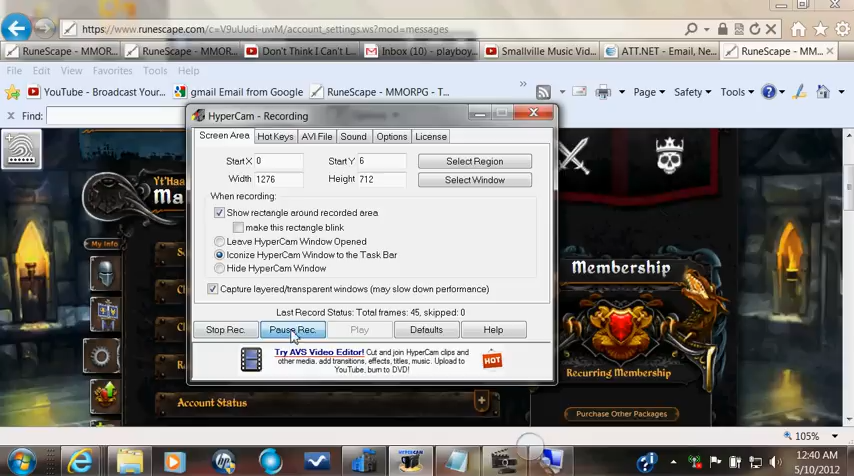 https://www.runescape.com/c=V9uUudi-uwM/account_settings.ws?mod=messages
RuneScape - MMOR... RuneScape - MMOR... Don't Think I Can't L... Inbox (10) - playboy... Smallville Music Vid... ATT.NET - Email, Ne... RuneScape - MM...
File Edit View Favorites Tools Help
YouTube - Broadcast Your... gmail Email from Google RuneScape - MMORPG - T... Page Safety Tools
Find:
HyperCam - Recording
Screen Area Hot Keys AVI File Sound Options License
Start X 0 Start Y 6 Select Region
Width 1276 Height 712 Select Window
When recording:
Show rectangle around recorded area
make this rectangle blink
Leave HyperCam Window Opened
Iconize HyperCam Window to the Task Bar
Hide HyperCam Window
Capture layered/transparent windows (may slow down performance)
Last Record Status: Total frames: 45, skipped: 0
Stop Rec. Pause Rec. Play Defaults Help
Try AVS Video Editor! Cut and join HyperCam clips and
other media, add transitions, effects, titles, music. Upload to
YouTube, burn to DVD!
HOT
Yt'Haa
Ma
My Info
Account Status
Membership
Recurring Membership
Purchase Other Packages
105%
12:40 AM
5/10/2012